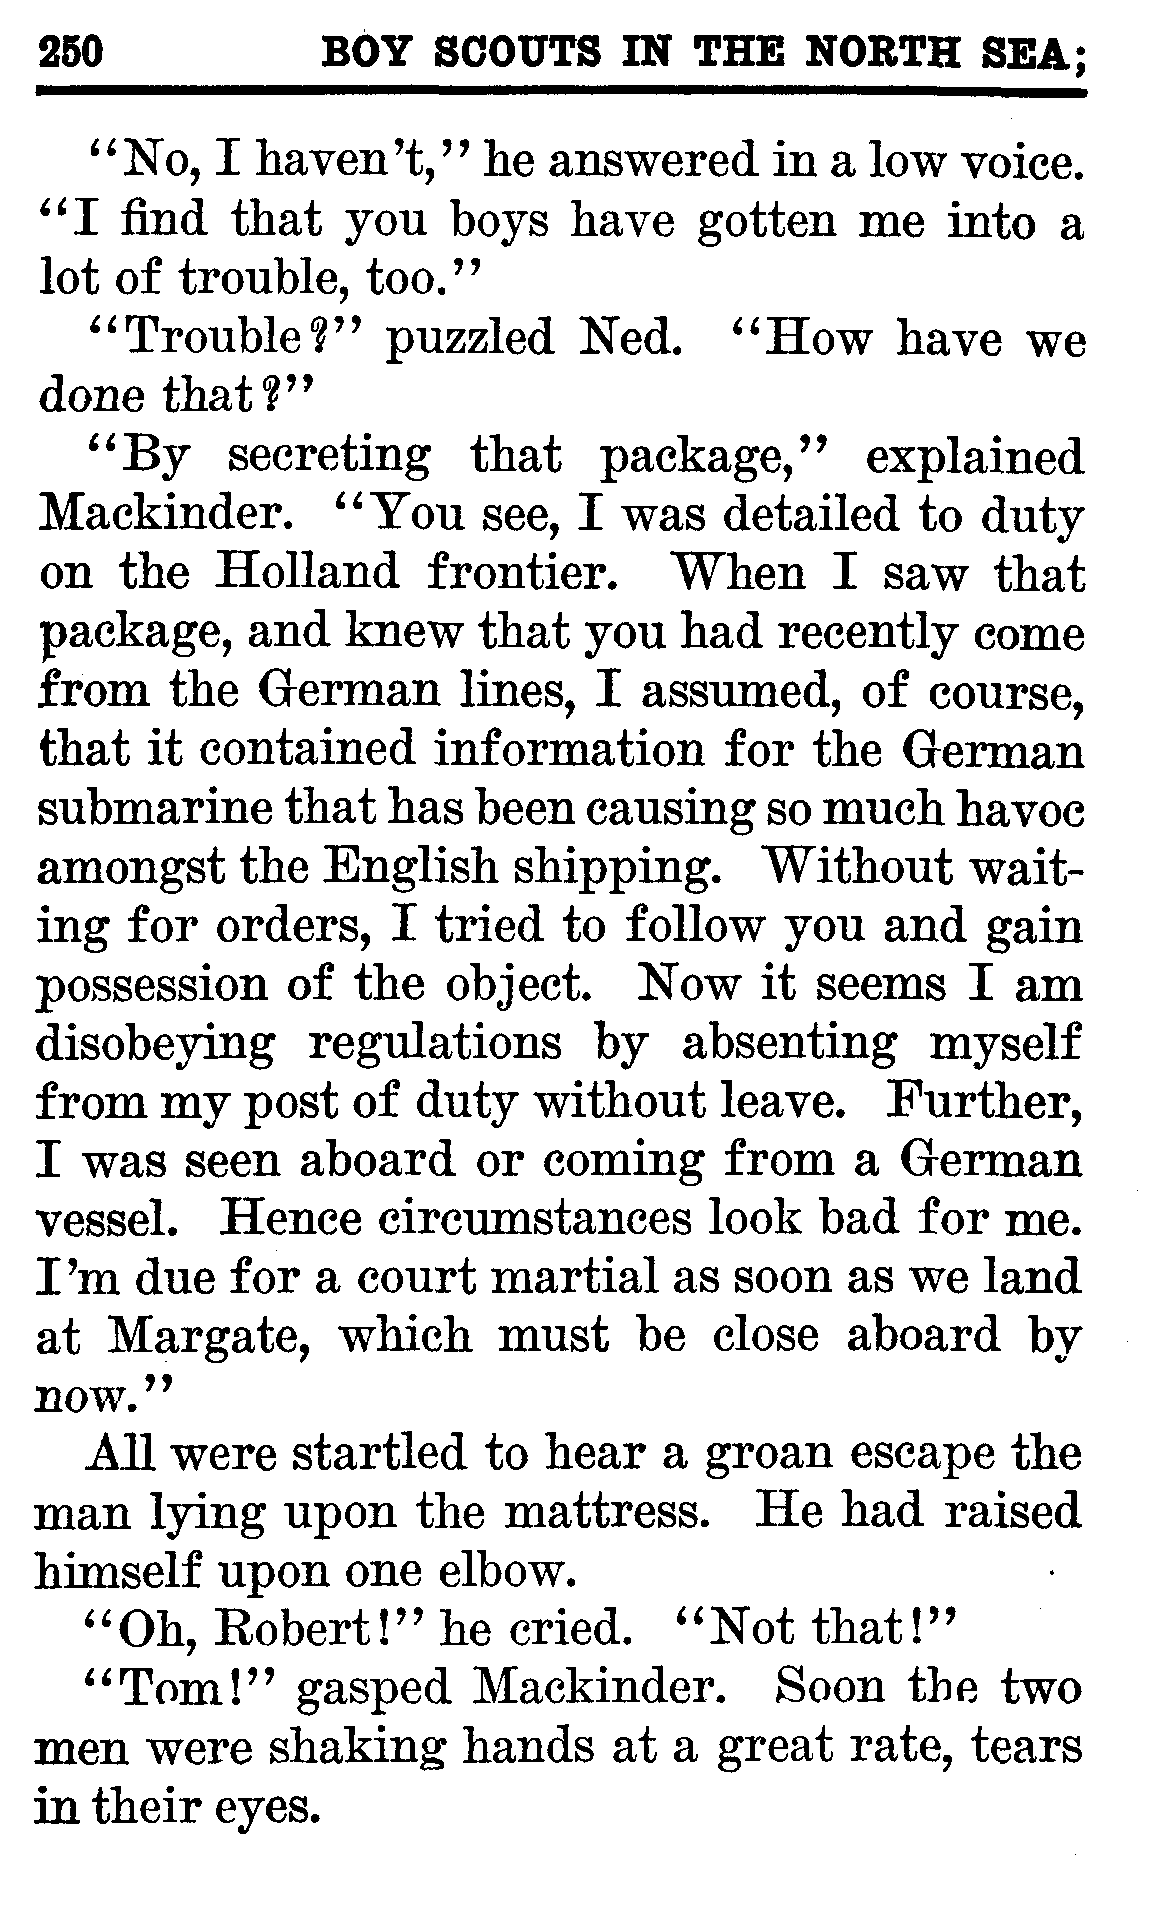 250 BOY SCOUTS IN THE NORTH SEA;
"No, I haven't," he answered in a low voice.
"I find that you boys have gotten me into a
lot of trouble, too."
"Trouble?" puzzled Ned. "How have we
done that?"
"By secreting that package," explained
Mackinder. "You see, I was detailed to duty
on the Holland frontier. When I saw that
package, and knew that you had recently come
from the German lines, I assumed, of course,
that it contained information for the German
submarine that has been causing so much havoc
amongst the English shipping. Without wait-
ing for orders, I tried to follow you and gain
possession of the object. Now it seems I am
disobeying regulations by absenting myself
from my post of duty without leave. Further,
I was seen aboard or coming from a German
vessel. Hence circumstances look bad for me.
I'm due for a court martial as soon as we land
at Margate, which must be close aboard by
now."
All were startled to hear a groan escape the
man lying upon the mattress. He had raised
himself upon one elbow.
"Oh, Robert!" he cried. "Not that!"
"Tom!" gasped Mackinder. Soon the two
men were shaking hands at a great rate, tears
in their eyes.